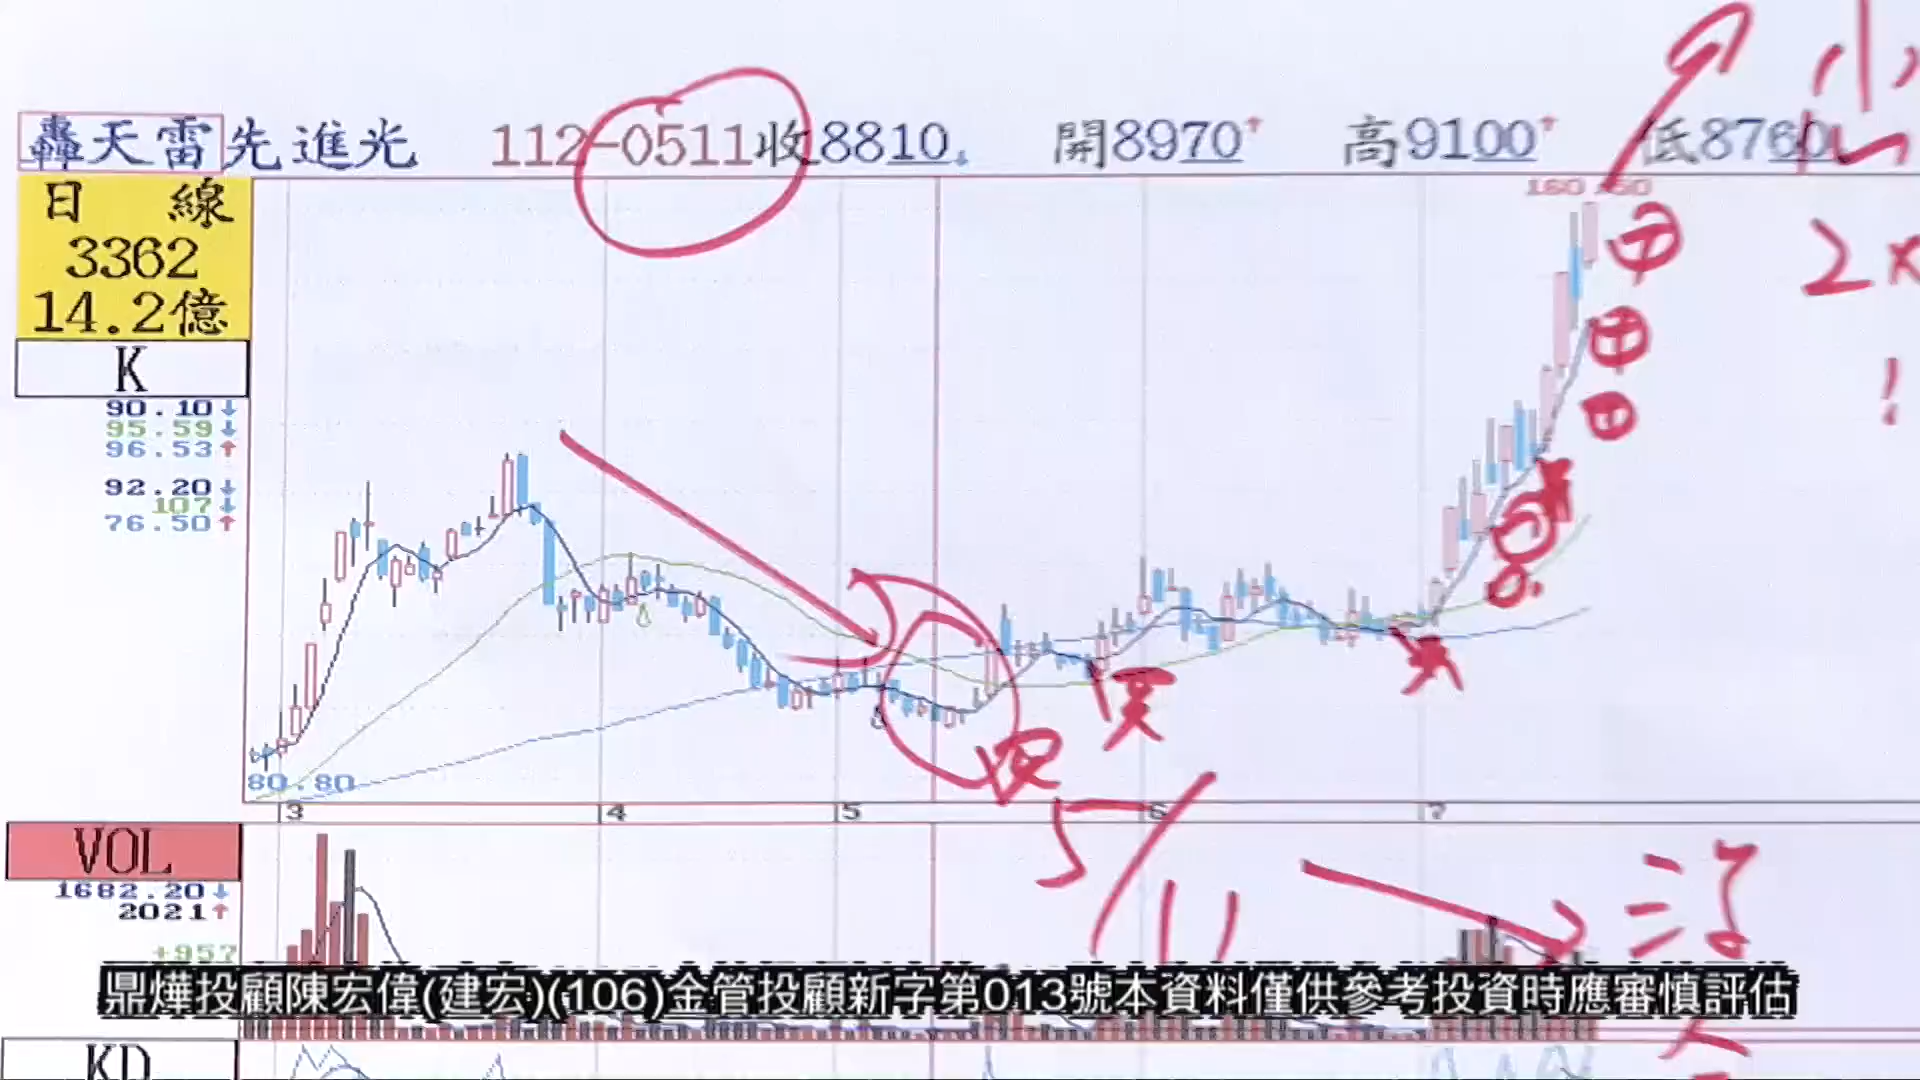 轟天雷先進光 112-0511收8810↓ 開8970↑ 高9100↑ 低8760↓
日 線
3362
14.2億
K
90.10↓
95.59↓
96.53↑
92.20↓
107↓
76.50↑
160.50
80.80
3 4 5 6 7
買
5/11
VOL
1682.20↓
2021↑
+957
鼎燁投顧陳宏偉(建宏)(106)金管投顧新字第013號本資料僅供參考投資時應審慎評估
KD